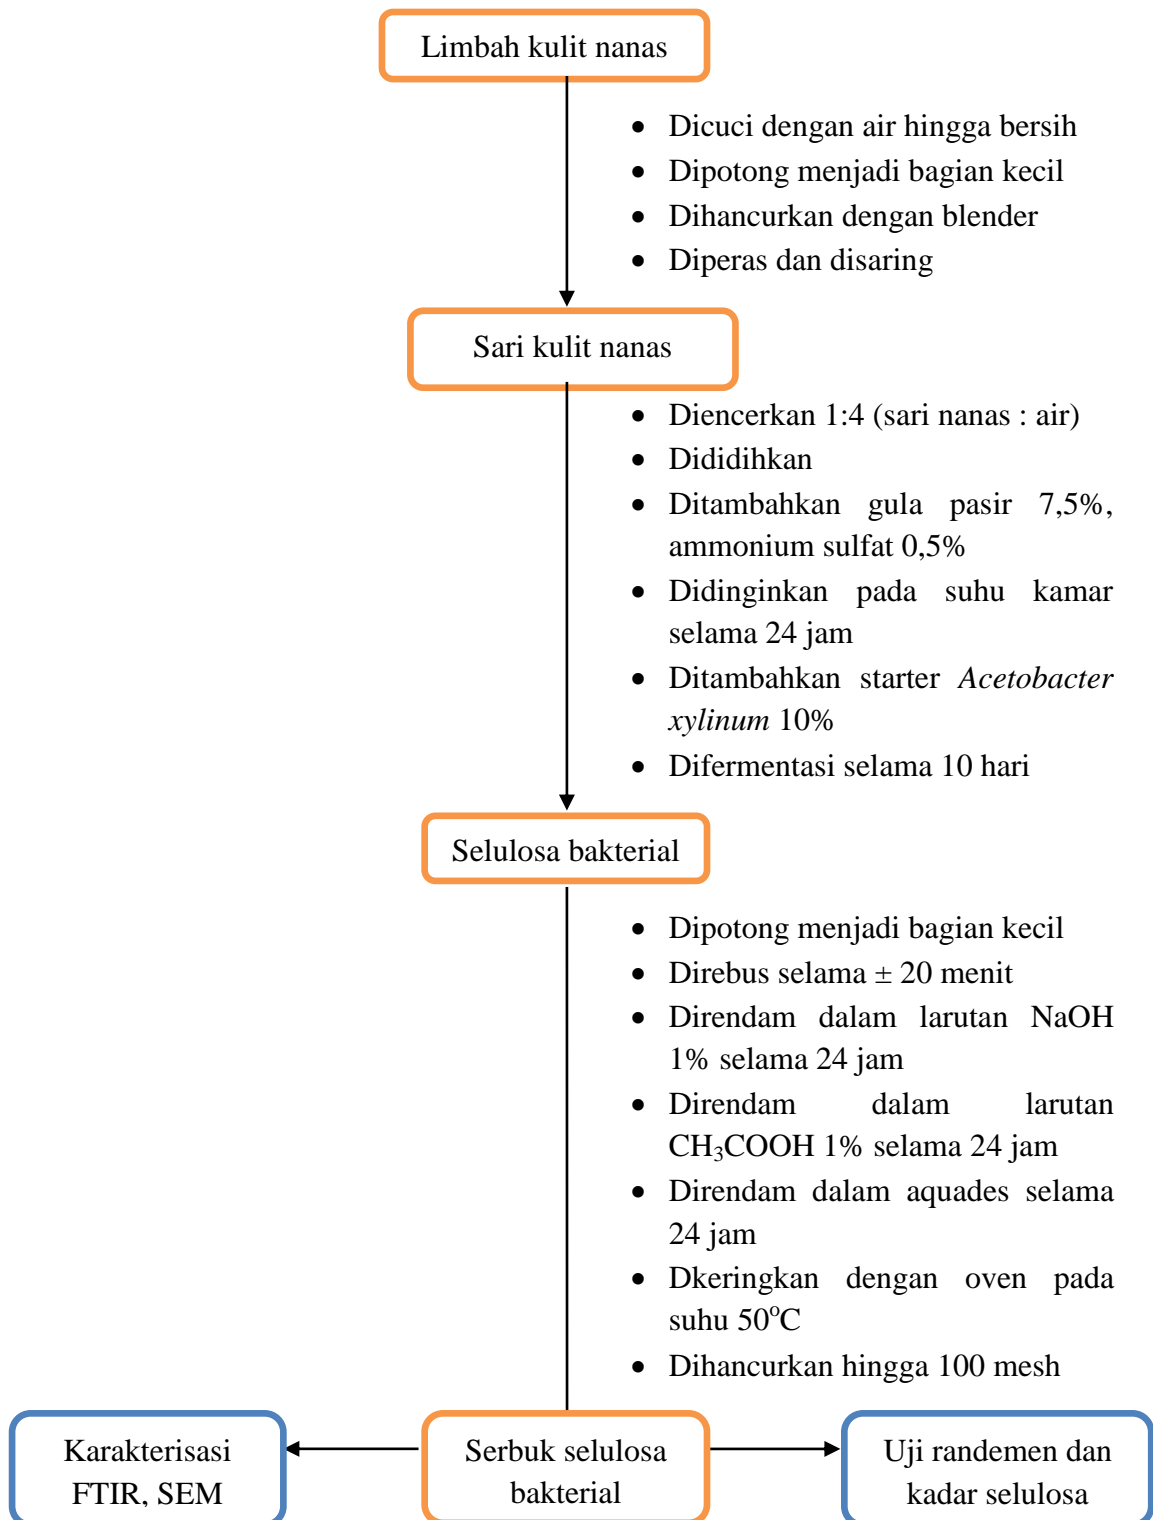 Limbah kulit nanas
• Dicuci dengan air hingga bersih
• Dipotong menjadi bagian kecil
• Dihancurkan dengan blender
• Diperas dan disaring
Sari kulit nanas
• Diencerkan 1:4 (sari nanas : air)
• Dididihkan
• Ditambahkan gula pasir 7,5%,
ammonium sulfat 0,5%
• Didinginkan pada suhu kamar
selama 24 jam
• Ditambahkan starter Acetobacter
xylinum 10%
• Difermentasi selama 10 hari
Selulosa bakterial
• Dipotong menjadi bagian kecil
• Direbus selama ± 20 menit
• Direndam dalam larutan NaOH
1% selama 24 jam
• Direndam dalam larutan
CH₃COOH 1% selama 24 jam
• Direndam dalam aquades selama
24 jam
• Dkeringkan dengan oven pada
suhu 50°C
• Dihancurkan hingga 100 mesh
Karakterisasi
FTIR, SEM
Serbuk selulosa
bakterial
Uji randemen dan
kadar selulosa